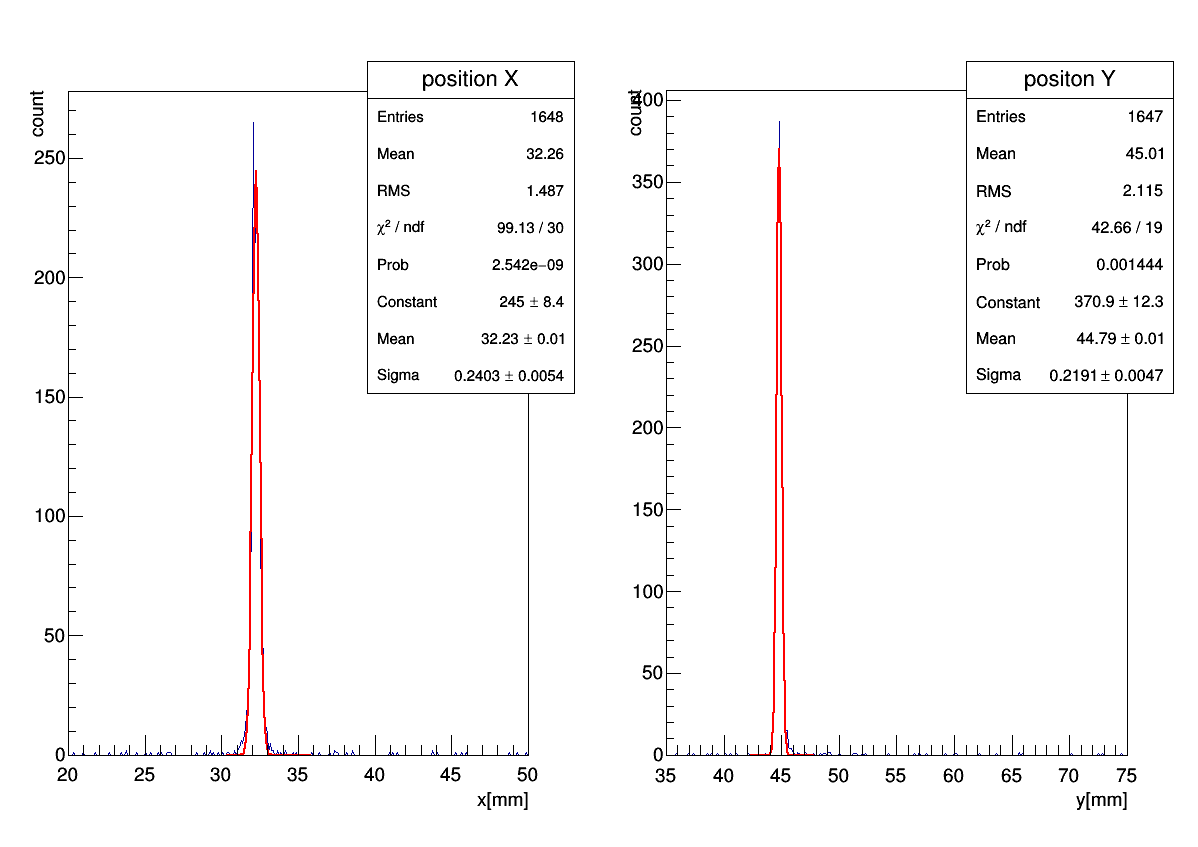 position X
Entries 1648
Mean 32.26
RMS 1.487
χ² / ndf 99.13 / 30
Prob 2.542e−09
Constant 245 ± 8.4
Mean 32.23 ± 0.01
Sigma 0.2403 ± 0.0054
count
250
200
150
100
50
0
20 25 30 35 40 45 50
x[mm]
positon Y
Entries 1647
Mean 45.01
RMS 2.115
χ² / ndf 42.66 / 19
Prob 0.001444
Constant 370.9 ± 12.3
Mean 44.79 ± 0.01
Sigma 0.2191 ± 0.0047
count
400
350
300
250
200
150
100
50
0
35 40 45 50 55 60 65 70 75
y[mm]